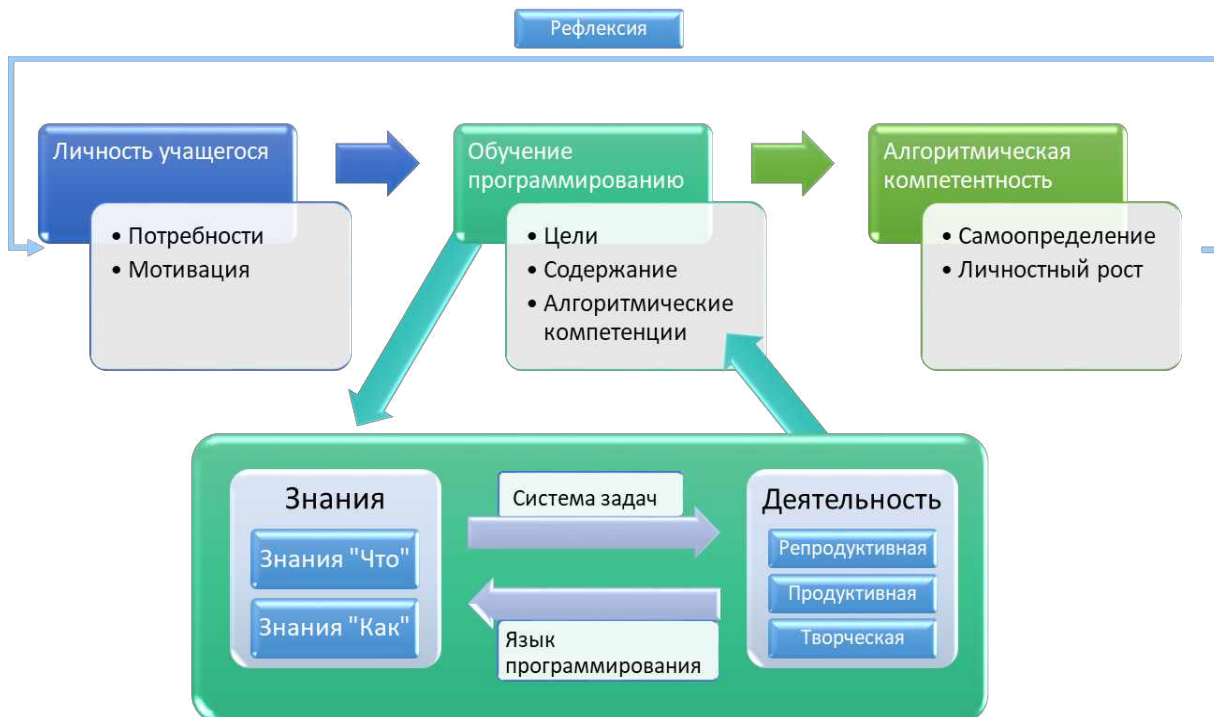 Рефлексия
Личность учащегося
• Потребности
• Мотивация
Обучение
программированию
• Цели
• Содержание
• Алгоритмические
компетенции
Алгоритмическая
компетентность
• Самоопределение
• Личностный рост
Знания
Знания "Что"
Знания "Как"
Система задач
Язык
программирования
Деятельность
Репродуктивная
Продуктивная
Творческая